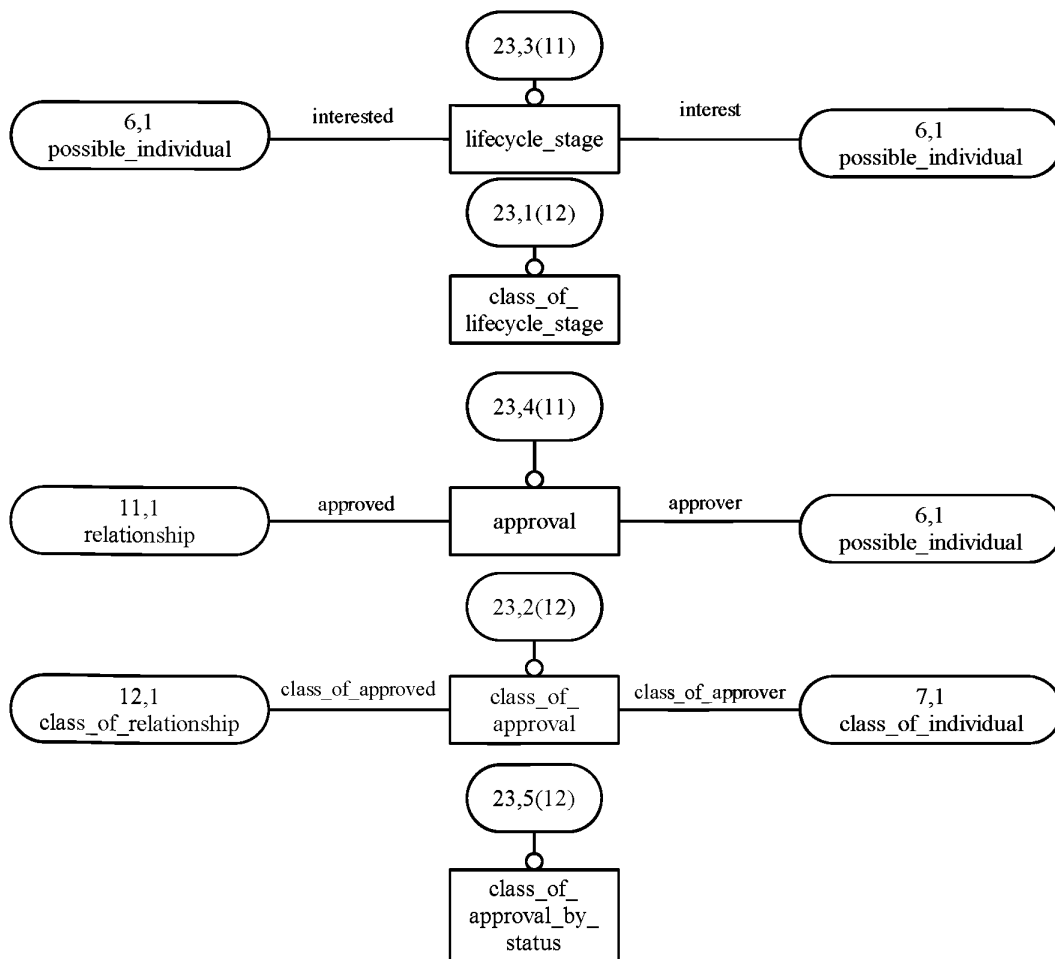 23,3(11)
6,1
possible_individual
interested
lifecycle_stage
interest
6,1
possible_individual
23,1(12)
class_of_
lifecycle_stage
23,4(11)
11,1
relationship
approved
approval
approver
6,1
possible_individual
23,2(12)
12,1
class_of_relationship
class_of_approved
class_of_
approval
class_of_approver
7,1
class_of_individual
23,5(12)
class_of_
approval_by_
status